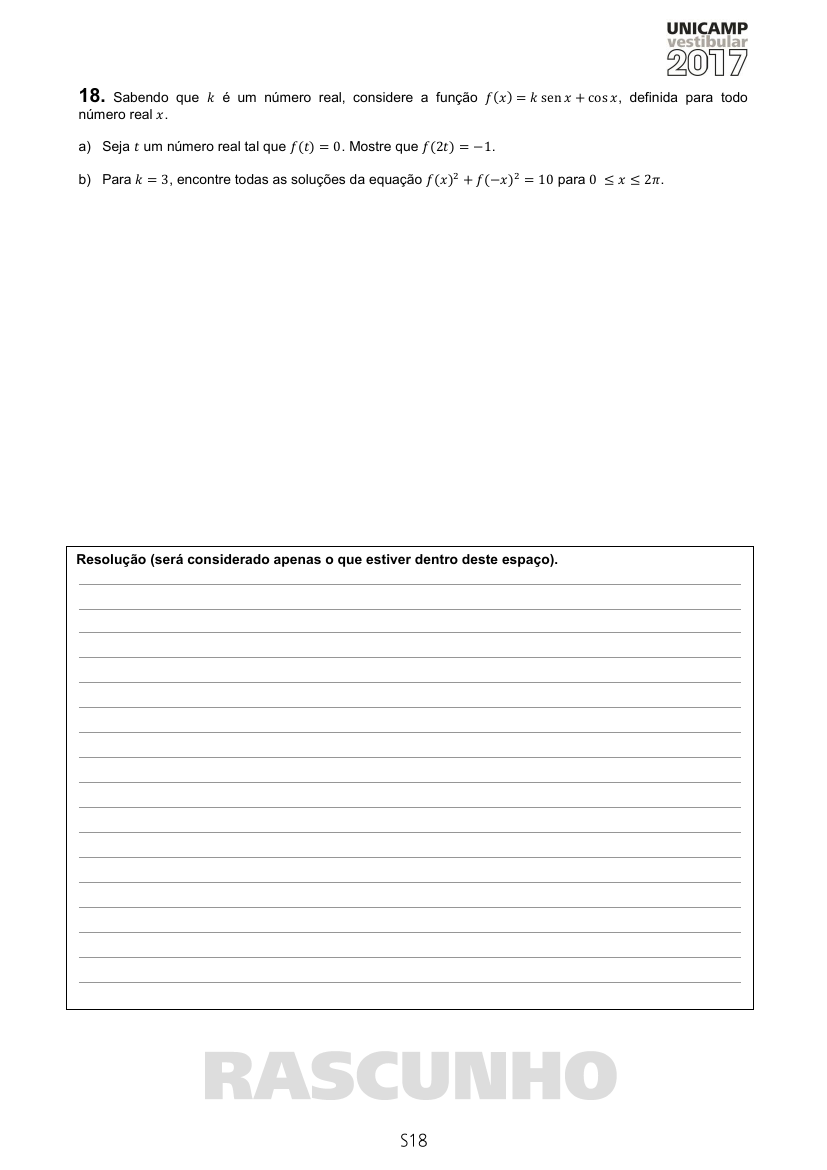 UNICAMP
vestibular
2017
18. Sabendo que k é um número real, considere a função f(x) = k sen x + cos x, definida para todo
número real x.
a) Seja t um número real tal que f(t) = 0. Mostre que f(2t) = −1.
b) Para k = 3, encontre todas as soluções da equação f(x)² + f(−x)² = 10 para 0 ≤ x ≤ 2π.
Resolução (será considerado apenas o que estiver dentro deste espaço).
RASCUNHO
S18